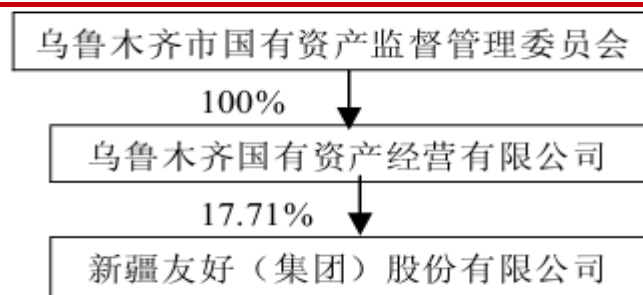 乌鲁木齐市国有资产监督管理委员会
100%
乌鲁木齐国有资产经营有限公司
17.71%
新疆友好（集团）股份有限公司